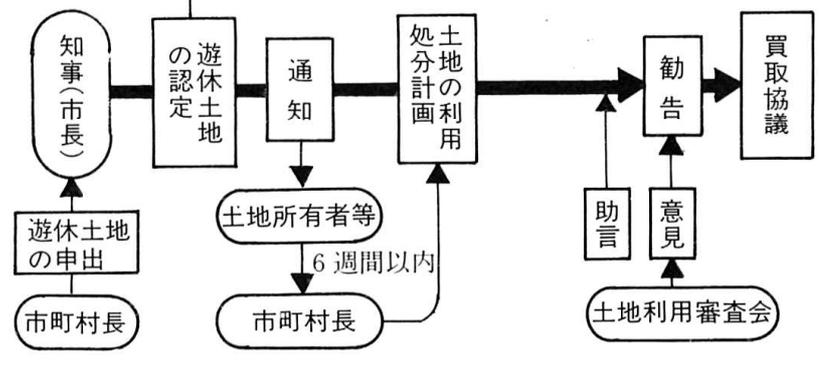 知事(市長)
遊休土地
の認定
通知
土地の利用
処分計画
勧告
買取協議
遊休土地
の申出
市町村長
土地所有者等
6週間以内
市町村長
助言
意見
土地利用審査会